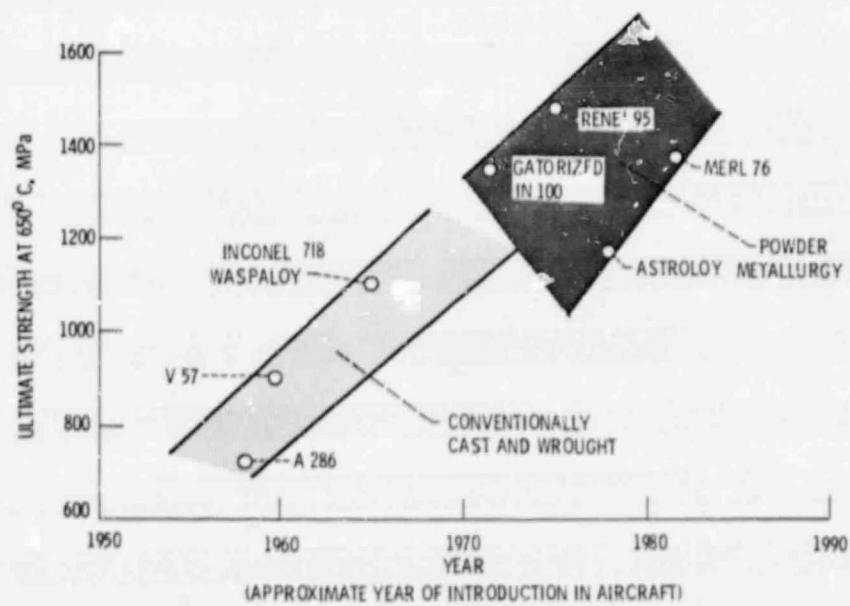 1600
1400
1200
1000
800
600
ULTIMATE STRENGTH AT 650⁰ C, MPa
RENE' 95
GATORIZED
IN 100
MERL 76
POWDER
METALLURGY
ASTROLOY
INCONEL 718
WASPALOY
V 57
A 286
CONVENTIONALLY
CAST AND WROUGHT
1950
1960
1970
1980
1990
YEAR
(APPROXIMATE YEAR OF INTRODUCTION IN AIRCRAFT)